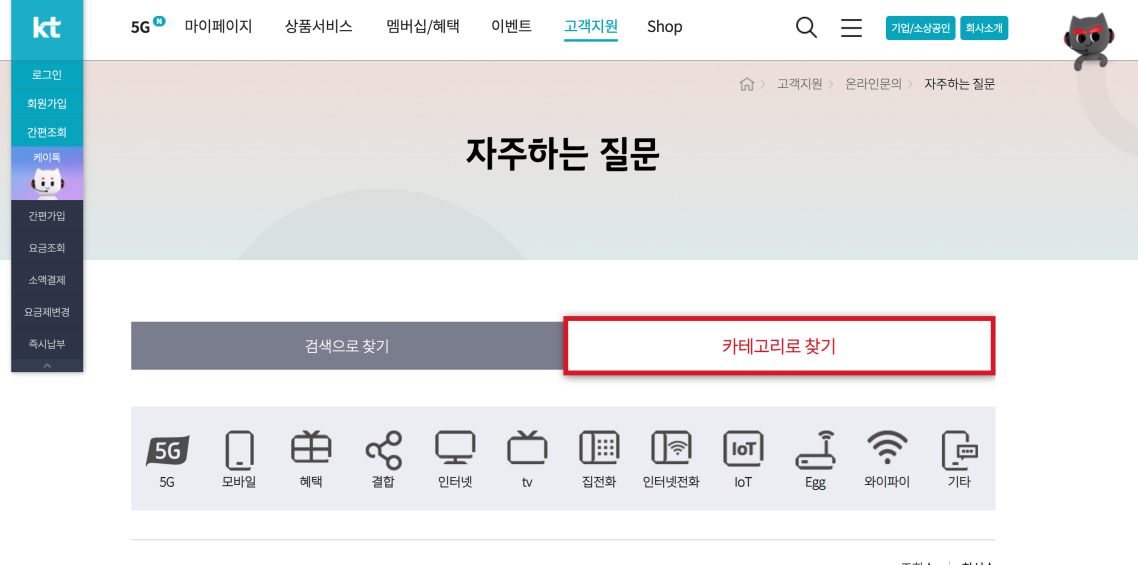 kt
5G N 마이페이지 상품서비스 멤버십/혜택 이벤트 고객지원 Shop 기업/소상공인 회사소개
로그인
회원가입
간편조회
케이톡
간편가입
요금조회
소액결제
요금제변경
즉시납부
고객지원 > 온라인문의 > 자주하는 질문
자주하는 질문
검색으로 찾기 카테고리로 찾기
5G
5G 모바일 혜택 결합 인터넷 tv 집전화 인터넷전화 IoT Egg 와이파이 기타
IoT